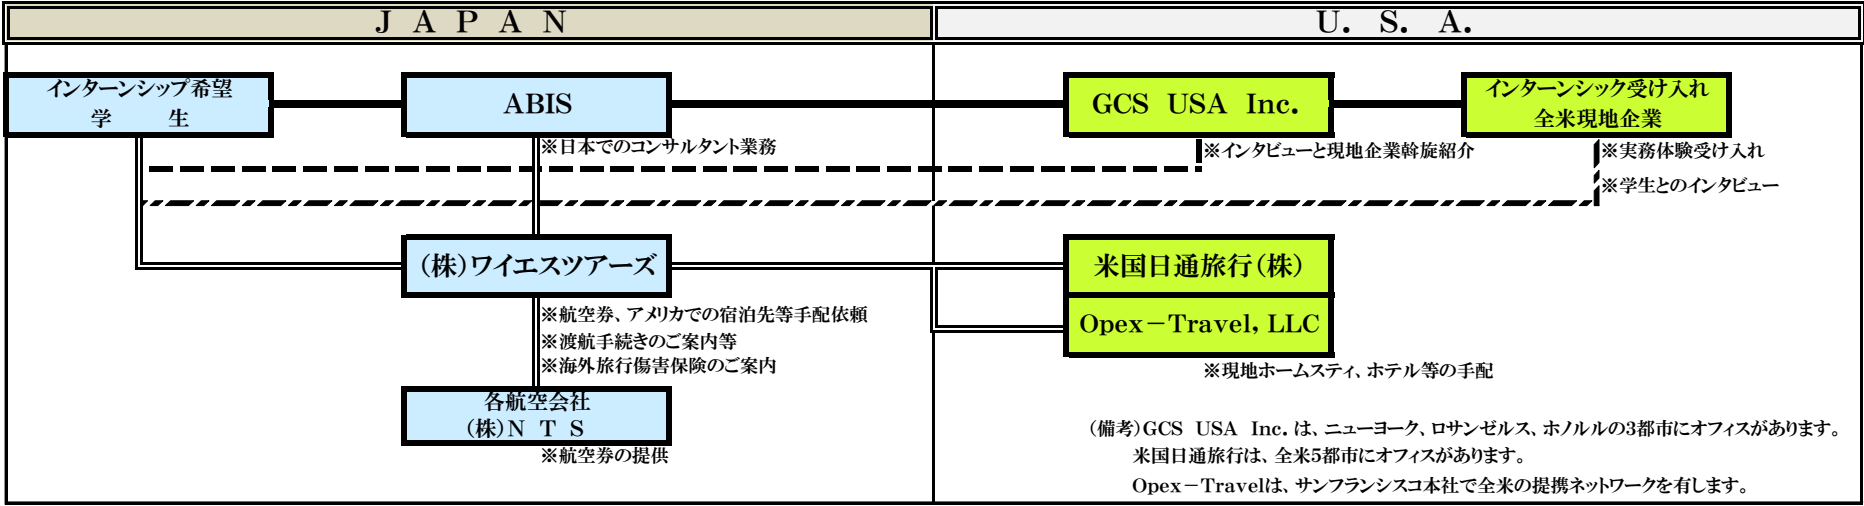 ＪＡＰＡＮ
Ｕ．Ｓ．Ａ．
インターンシップ希望
学　　　生
ABIS
GCS USA Inc.
インターンシック受け入れ
全米現地企業
※日本でのコンサルタント業務
※インタビューと現地企業斡旋紹介
※実務体験受け入れ
※学生とのインタビュー
（株）ワイエスツアーズ
米国日通旅行（株）
Opex－Travel, LLC
※航空券、アメリカでの宿泊先等手配依頼
※渡航手続きのご案内等
※海外旅行傷害保険のご案内
※現地ホームスティ、ホテル等の手配
各航空会社
（株）ＮＴＳ
※航空券の提供
（備考）GCS USA Inc. は、ニューヨーク、ロサンゼルス、ホノルルの3都市にオフィスがあります。
米国日通旅行は、全米5都市にオフィスがあります。
Opex－Travelは、サンフランシスコ本社で全米の提携ネットワークを有します。